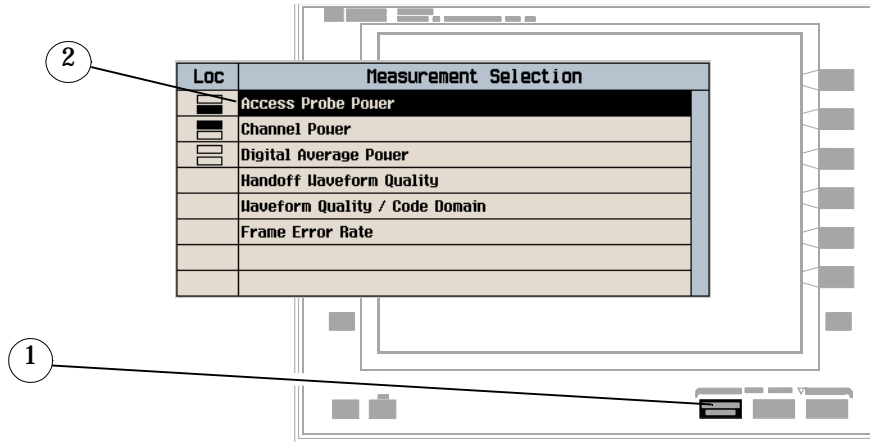 2
Loc Measurement Selection
Access Probe Power
Channel Power
Digital Average Power
Handoff Waveform Quality
Waveform Quality / Code Domain
Frame Error Rate
1